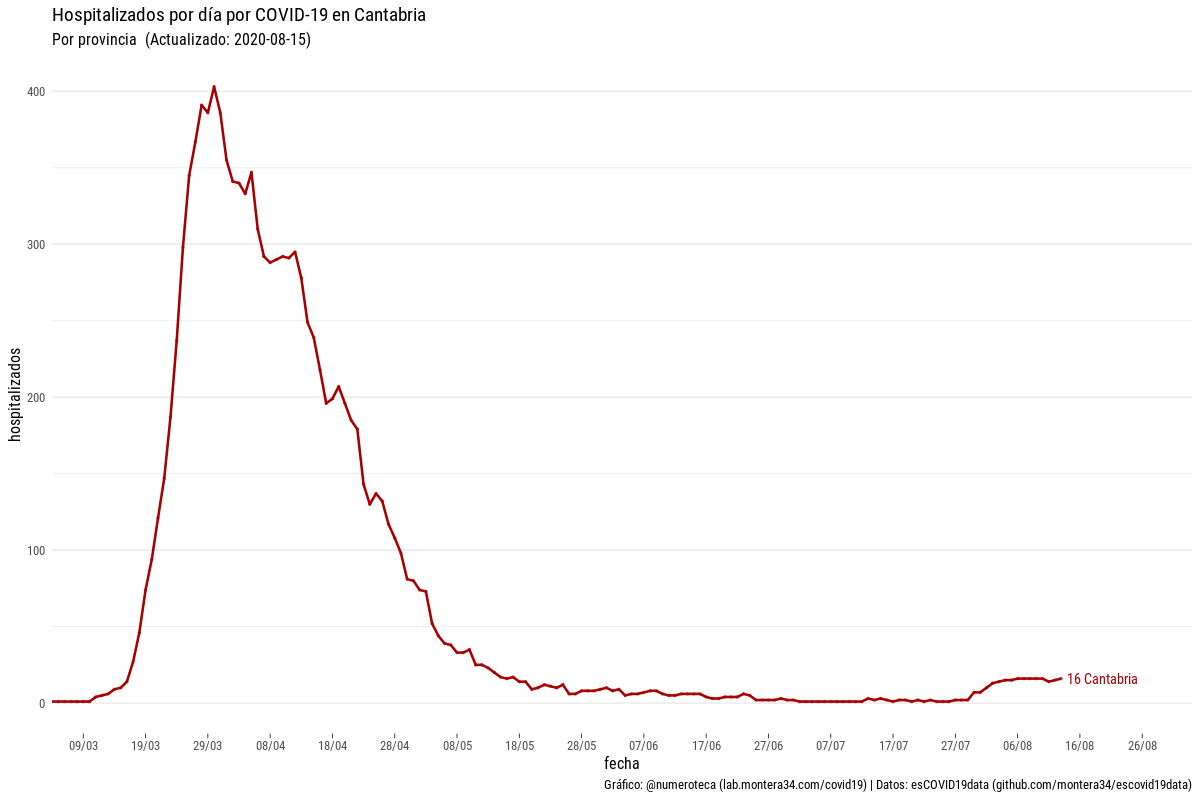 Hospitalizados por día por COVID-19 en Cantabria
Por provincia (Actualizado: 2020-08-15)
hospitalizados
400
300
200
100
0
16 Cantabria
09/03 19/03 29/03 08/04 18/04 28/04 08/05 18/05 28/05 07/06 17/06 27/06 07/07 17/07 27/07 06/08 16/08 26/08
fecha
Gráfico: @numeroteca (lab.montera34.com/covid19) | Datos: esCOVID19data (github.com/montera34/escovid19data)